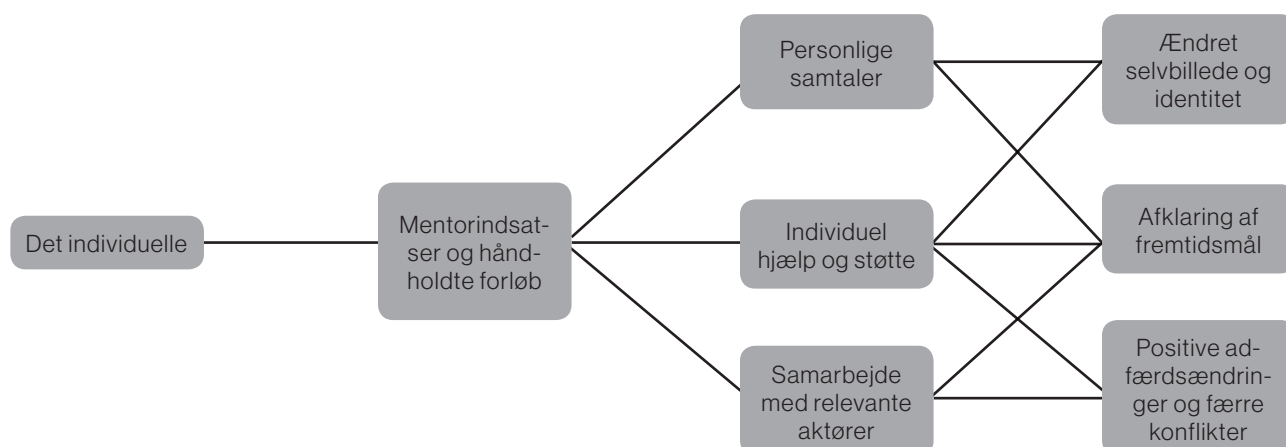 Det individuelle
Mentorindsat-
ser og hånd-
holdte forløb
Personlige
samtaler
Individuel
hjælp og støtte
Samarbejde
med relevante
aktører
Ændret
selvbillede og
identitet
Afklaring af
fremtidsmål
Positive ad-
færdsændrin-
ger og færre
konflikter